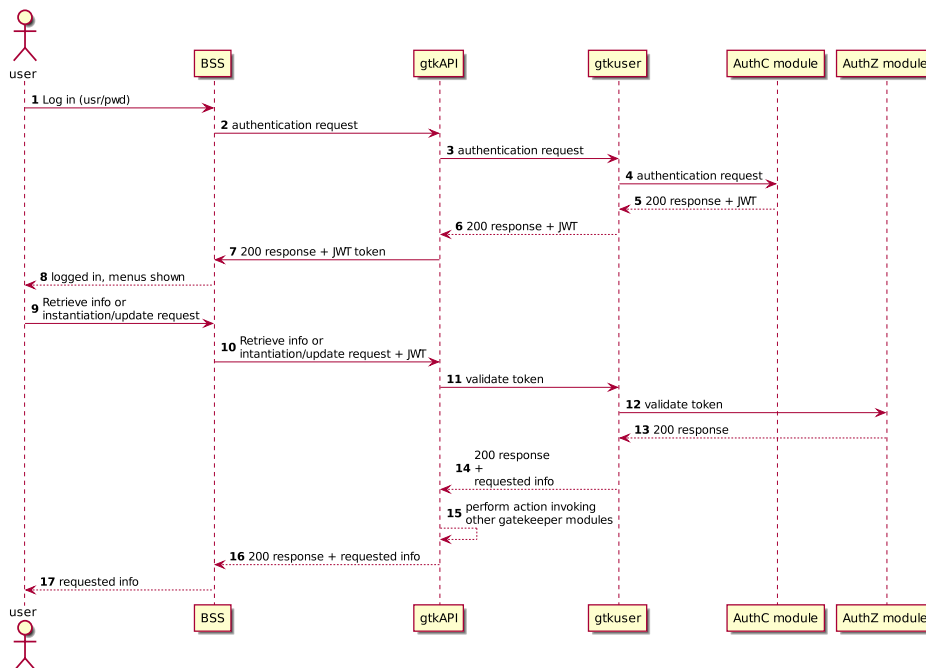 user
BSS
gtkAPI
gtkuser
AuthC module
AuthZ module
1 Log in (usr/pwd)
2 authentication request
3 authentication request
4 authentication request
5 200 response + JWT
6 200 response + JWT
7 200 response + JWT token
8 logged in, menus shown
9 Retrieve info or
instantiation/update request
10 Retrieve info or
intantiation/update request + JWT
11 validate token
12 validate token
13 200 response
14 200 response
+
requested info
15 perform action invoking
other gatekeeper modules
16 200 response + requested info
17 requested info
user
BSS
gtkAPI
gtkuser
AuthC module
AuthZ module